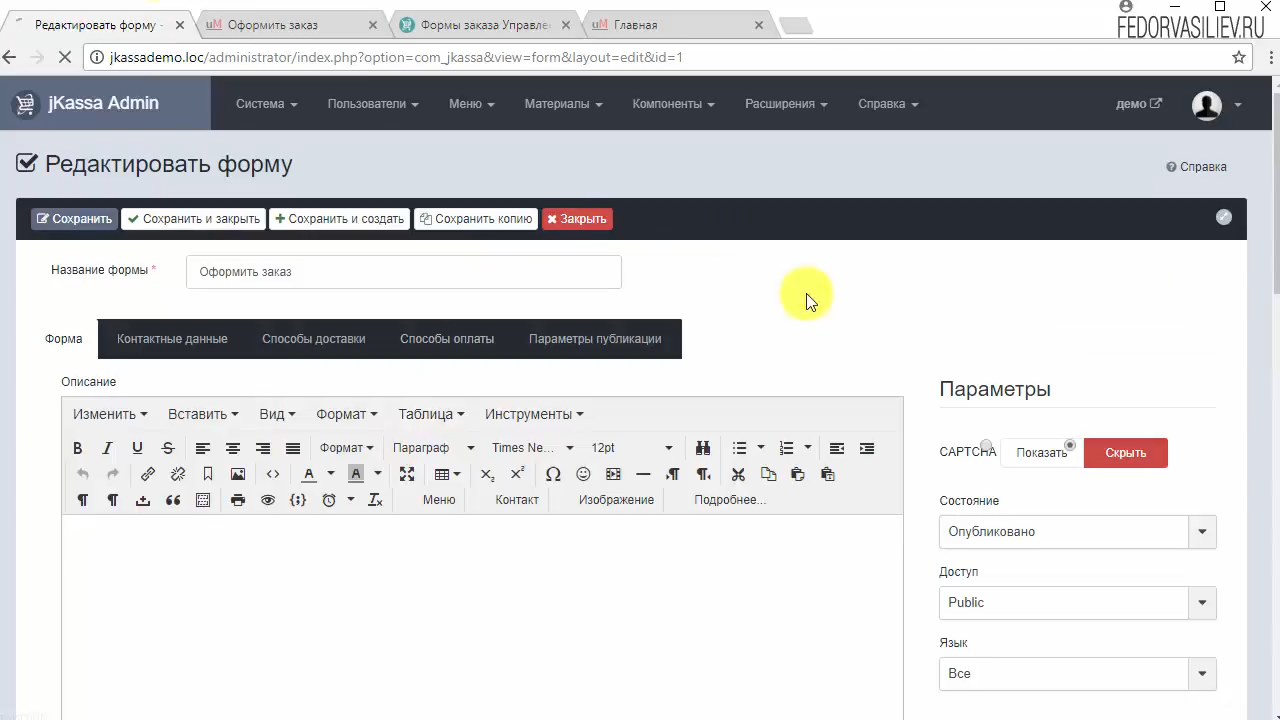 Редактировать форму -
Оформить заказ
Формы заказа Управле
Главная
FEDORVASILIEV.RU
jkassademo.loc/administrator/index.php?option=com_jkassa&view=form&layout=edit&id=1
jKassa Admin
Система
Пользователи
Меню
Материалы
Компоненты
Расширения
Справка
демо
Редактировать форму
Справка
Сохранить
Сохранить и закрыть
Сохранить и создать
Сохранить копию
Закрыть
Название формы *
Оформить заказ
Форма
Контактные данные
Способы доставки
Способы оплаты
Параметры публикации
Описание
Изменить
Вставить
Вид
Формат
Таблица
Инструменты
Формат
Параграф
Times Ne...
12pt
Меню
Контакт
Изображение
Подробнее...
Параметры
CAPTCHA
Показать
Скрыть
Состояние
Опубликовано
Доступ
Public
Язык
Все